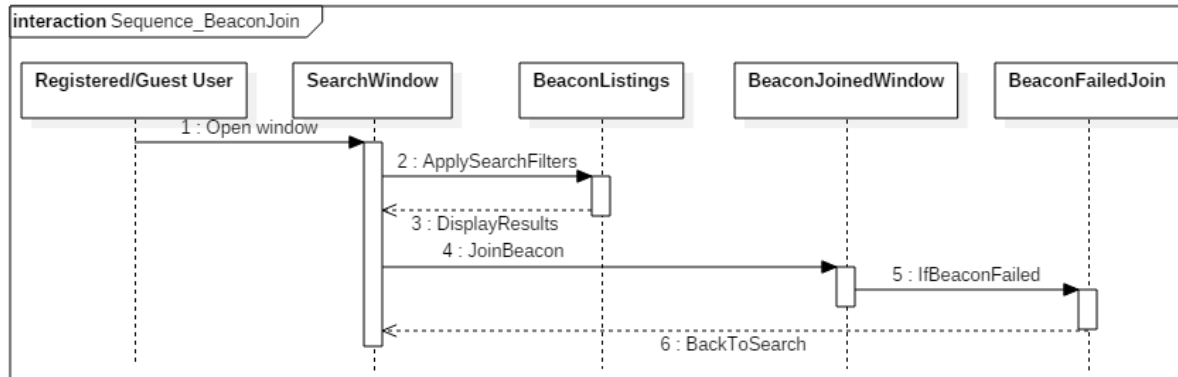 interaction Sequence_BeaconJoin
Registered/Guest User
SearchWindow
BeaconListings
BeaconJoinedWindow
BeaconFailedJoin
1 : Open window
2 : ApplySearchFilters
3 : DisplayResults
4 : JoinBeacon
5 : IfBeaconFailed
6 : BackToSearch